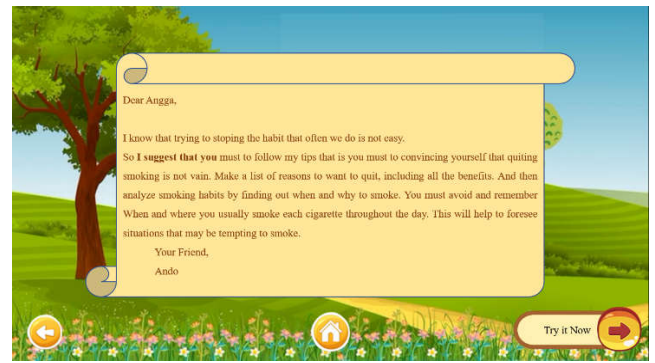 Dear Angga,
I know that trying to stoping the habit that often we do is not easy.
So I suggest that you must to follow my tips that is you must to convincing yourself that quiting
smoking is not vain. Make a list of reasons to want to quit, including all the benefits. And then
analyze smoking habits by finding out when and why to smoke. You must avoid and remember
When and where you usually smoke each cigarette throughout the day. This will help to foresee
situations that may be tempting to smoke.
Your Friend,
Ando
Try it Now